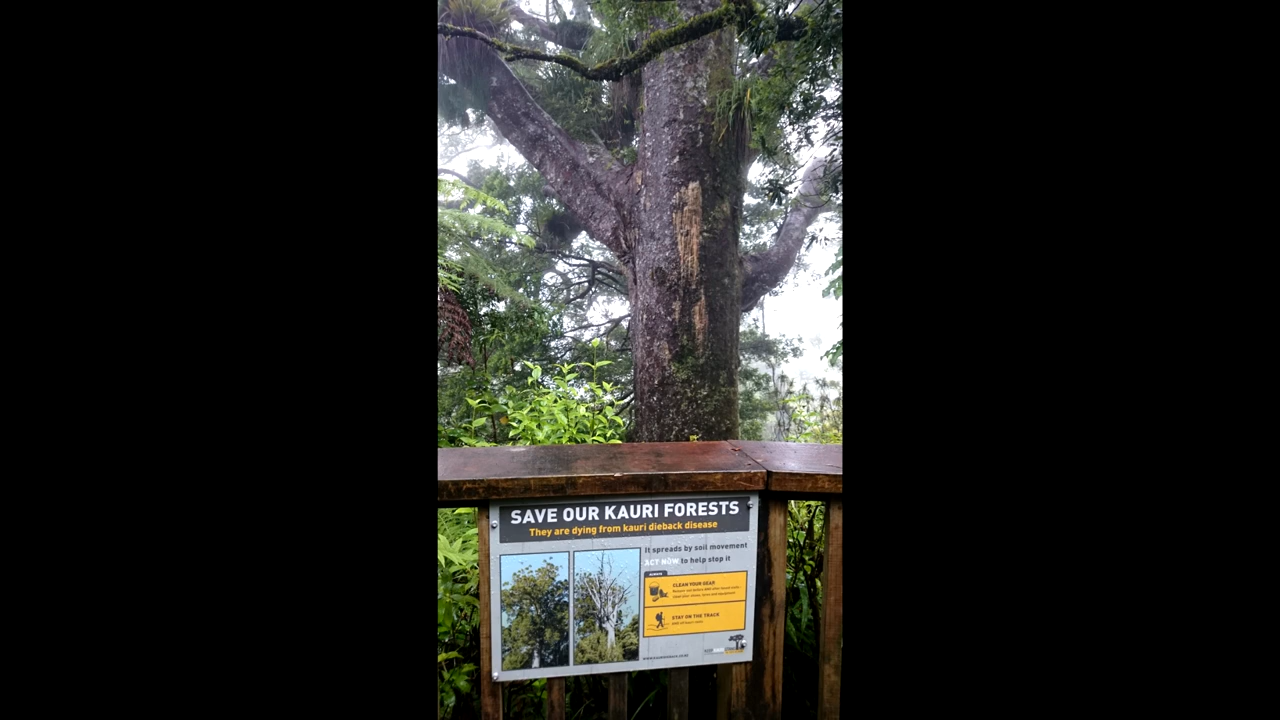 SAVE OUR KAURI FORESTS
They are dying from kauri dieback disease
It spreads by soil movement
ACT NOW to help stop it
ALWAYS
CLEAN YOUR GEAR
STAY ON THE TRACK